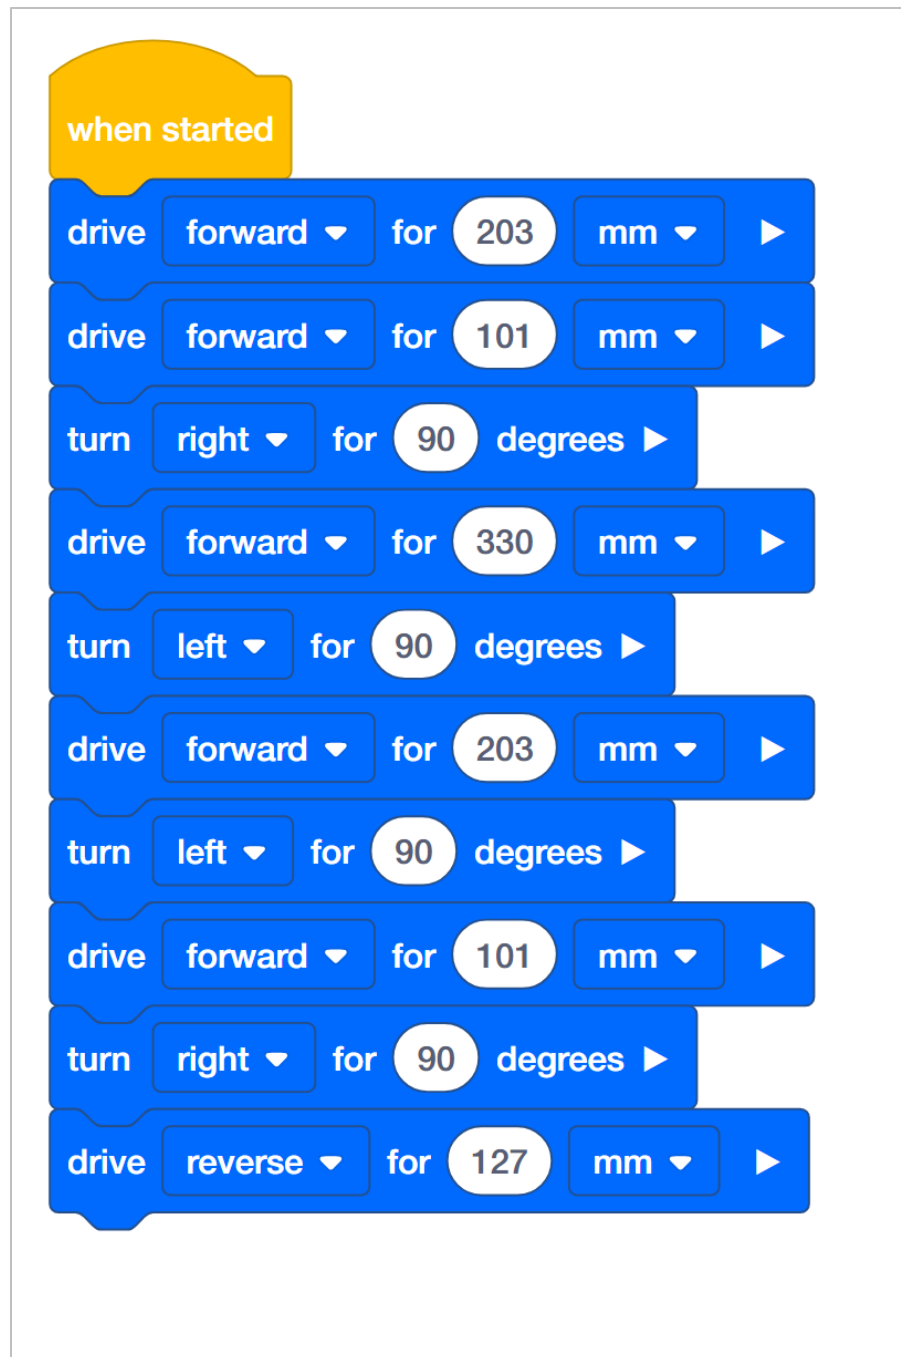 when started
drive forward for 203 mm
drive forward for 101 mm
turn right for 90 degrees
drive forward for 330 mm
turn left for 90 degrees
drive forward for 203 mm
turn left for 90 degrees
drive forward for 101 mm
turn right for 90 degrees
drive reverse for 127 mm